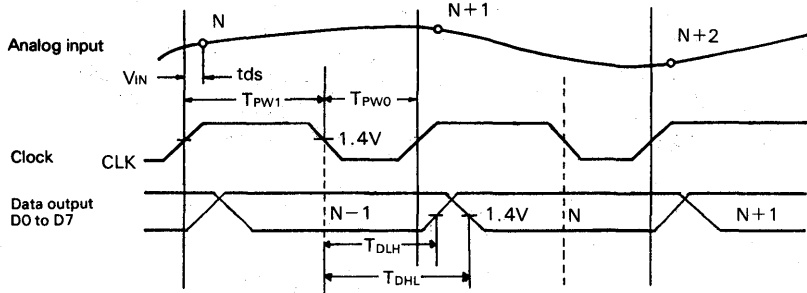 N
N+1
N+2
Analog input
VIN
tds
TPW1
TPW0
1.4V
Clock
CLK
Data output
D0 to D7
N−1
1.4V
N
N+1
TDLH
TDHL